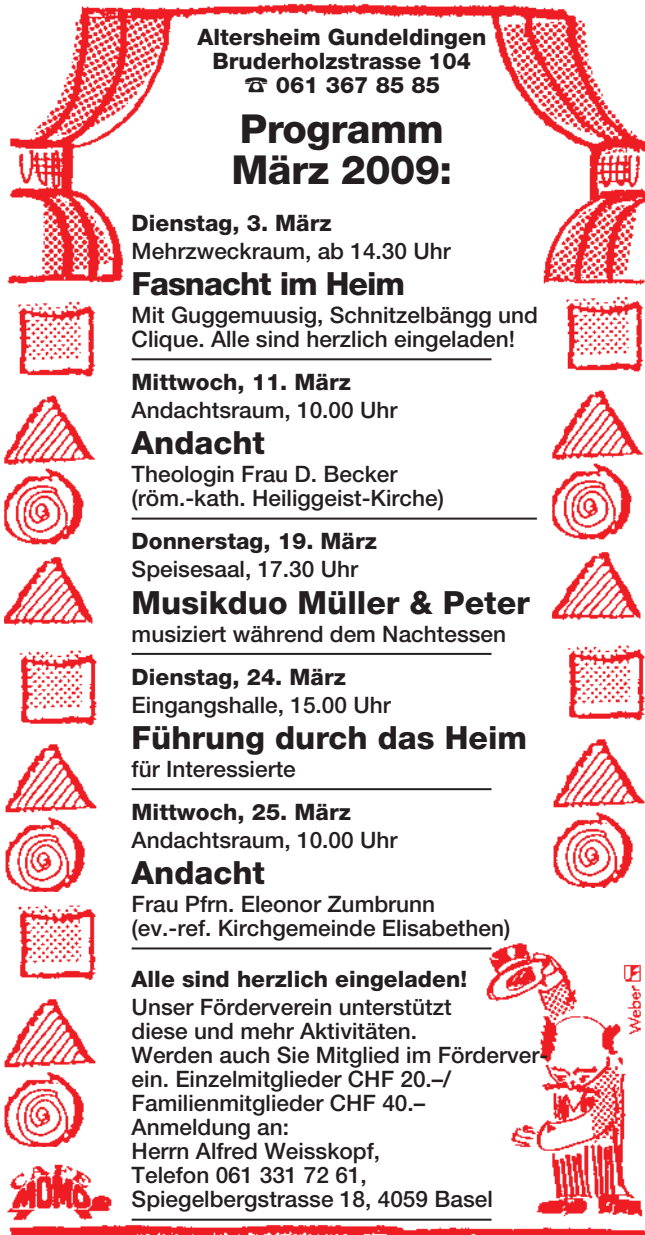 Altersheim Gundeldingen
Bruderholzstrasse 104
☎ 061 367 85 85
Programm
März 2009:
Dienstag, 3. März
Mehrzweckraum, ab 14.30 Uhr
Fasnacht im Heim
Mit Guggemuusig, Schnitzelbängg und
Clique. Alle sind herzlich eingeladen!
Mittwoch, 11. März
Andachtsraum, 10.00 Uhr
Andacht
Theologin Frau D. Becker
(röm.-kath. Heiliggeist-Kirche)
Donnerstag, 19. März
Speisesaal, 17.30 Uhr
Musikduo Müller & Peter
musiziert während dem Nachtessen
Dienstag, 24. März
Eingangshalle, 15.00 Uhr
Führung durch das Heim
für Interessierte
Mittwoch, 25. März
Andachtsraum, 10.00 Uhr
Andacht
Frau Pfrn. Eleonor Zumbrunn
(ev.-ref. Kirchgemeinde Elisabethen)
Alle sind herzlich eingeladen!
Unser Förderverein unterstützt
diese und mehr Aktivitäten.
Werden auch Sie Mitglied im Förderver-
ein. Einzelmitglieder CHF 20.–/
Familienmitglieder CHF 40.–
Anmeldung an:
Herrn Alfred Weisskopf,
Telefon 061 331 72 61,
Spiegelbergstrasse 18, 4059 Basel
Weber
CAFE
MOMO